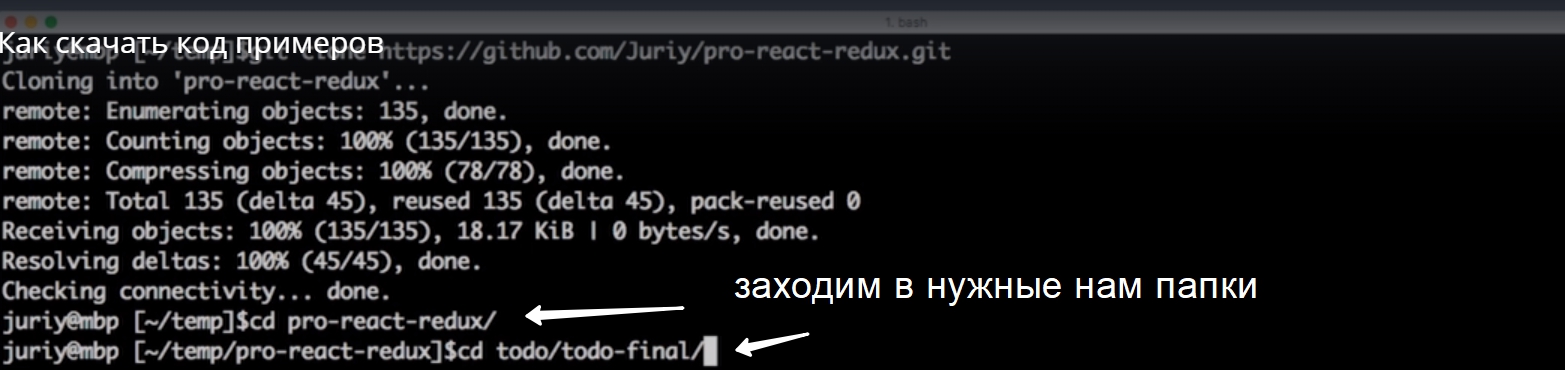 1. bash
Как скачать код примеров
juriy@mbp [~/temp]$git clone https://github.com/Juriy/pro-react-redux.git
Cloning into 'pro-react-redux'...
remote: Enumerating objects: 135, done.
remote: Counting objects: 100% (135/135), done.
remote: Compressing objects: 100% (78/78), done.
remote: Total 135 (delta 45), reused 135 (delta 45), pack-reused 0
Receiving objects: 100% (135/135), 18.17 KiB | 0 bytes/s, done.
Resolving deltas: 100% (45/45), done.
Checking connectivity... done.
заходим в нужные нам папки
juriy@mbp [~/temp]$cd pro-react-redux/
juriy@mbp [~/temp/pro-react-redux]$cd todo/todo-final/